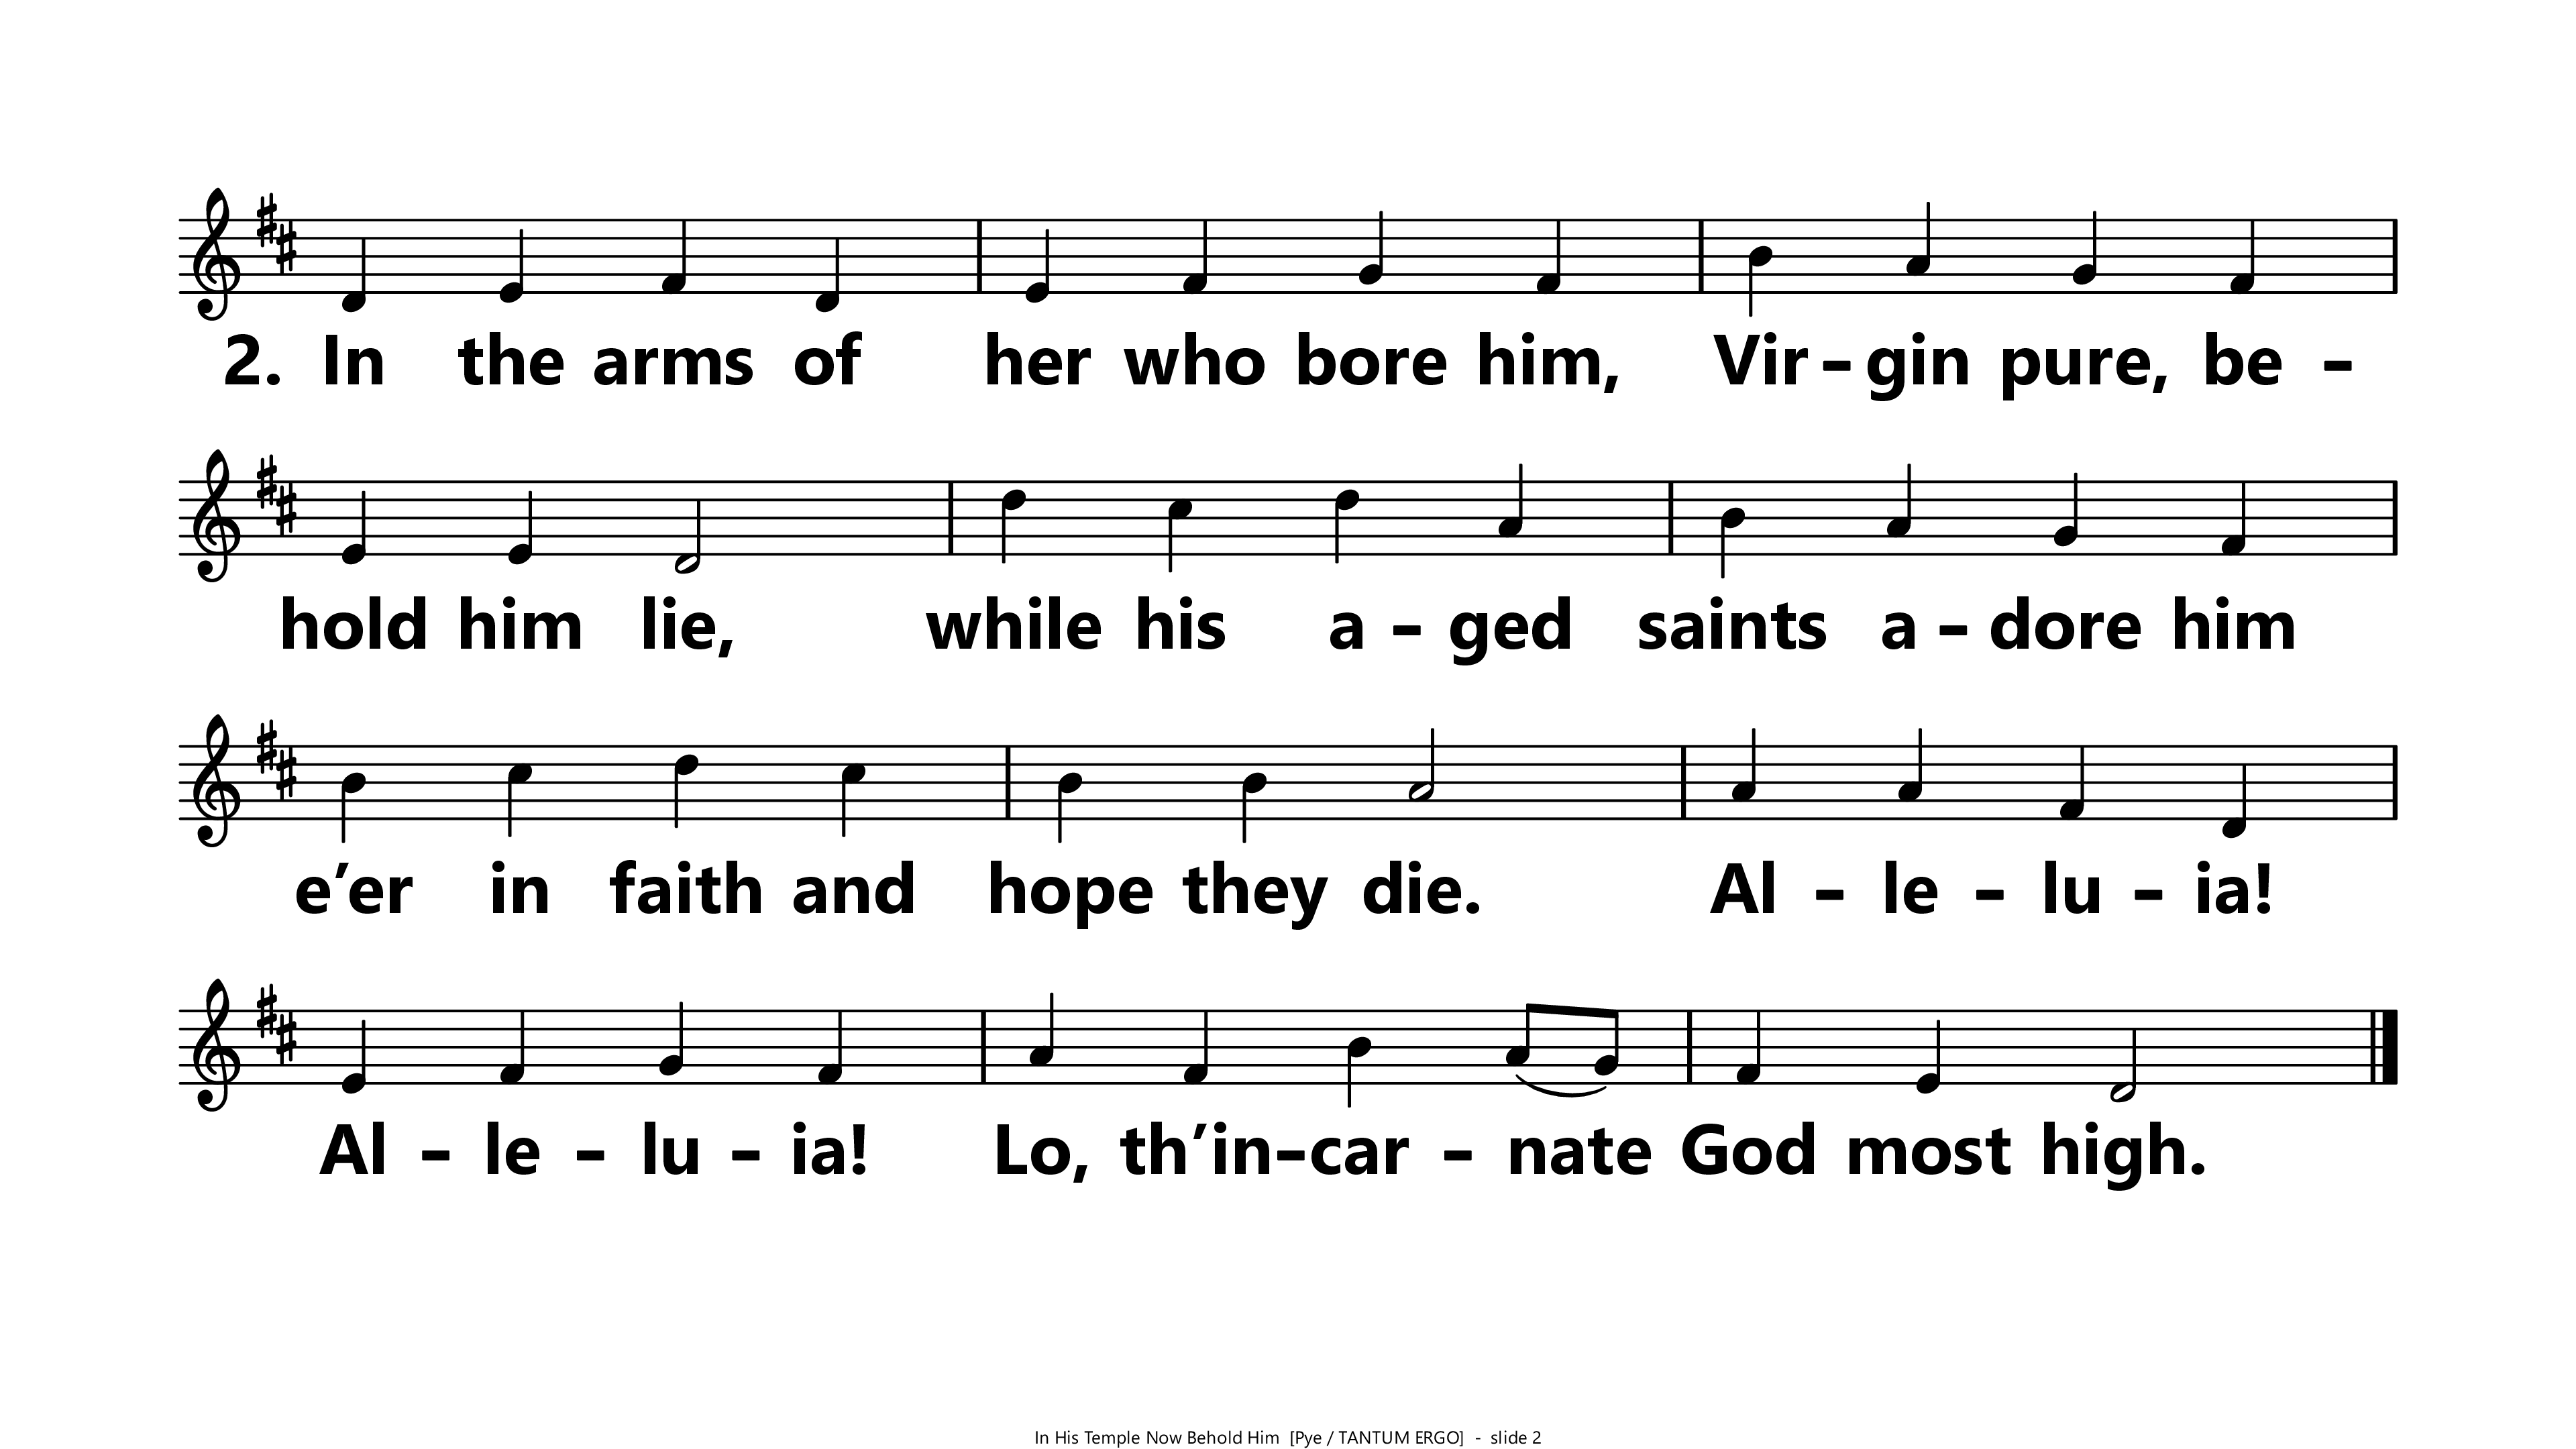 2. In the arms of her who bore him, Vir-gin pure, be -
hold him lie, while his a - ged saints a - dore him
e’er in faith and hope they die. Al - le - lu - ia!
Al - le - lu - ia! Lo, th’in-car - nate God most high.
In His Temple Now Behold Him [Pye / TANTUM ERGO] - slide 2